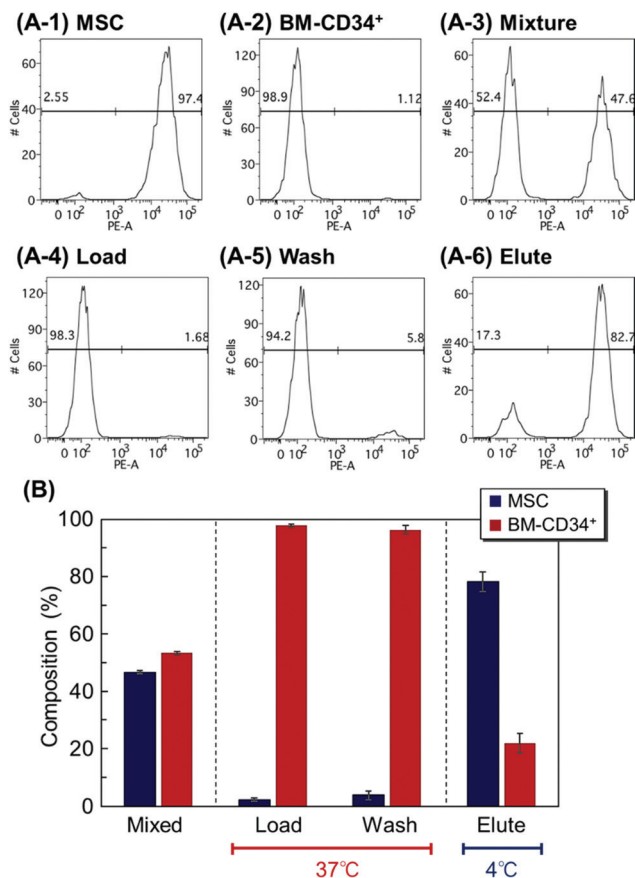 (A-1) MSC
(A-2) BM-CD34⁺
(A-3) Mixture
60
40
20
0
# Cells
2.55
97.4
0 10² 10³ 10⁴ 10⁵
PE-A
120
90
60
30
0
# Cells
98.9
1.12
0 10² 10³ 10⁴ 10⁵
PE-A
60
40
20
0
# Cells
52.4
47.6
0 10² 10³ 10⁴ 10⁵
PE-A
(A-4) Load
(A-5) Wash
(A-6) Elute
120
90
60
30
0
# Cells
98.3
1.68
0 10² 10³ 10⁴ 10⁵
PE-A
120
90
60
30
0
# Cells
94.2
5.8
0 10² 10³ 10⁴ 10⁵
PE-A
60
40
20
0
# Cells
17.3
82.7
0 10² 10³ 10⁴ 10⁵
PE-A
(B)
MSC
BM-CD34⁺
100
80
60
40
20
0
Composition (%)
Mixed Load Wash Elute
37℃ 4℃